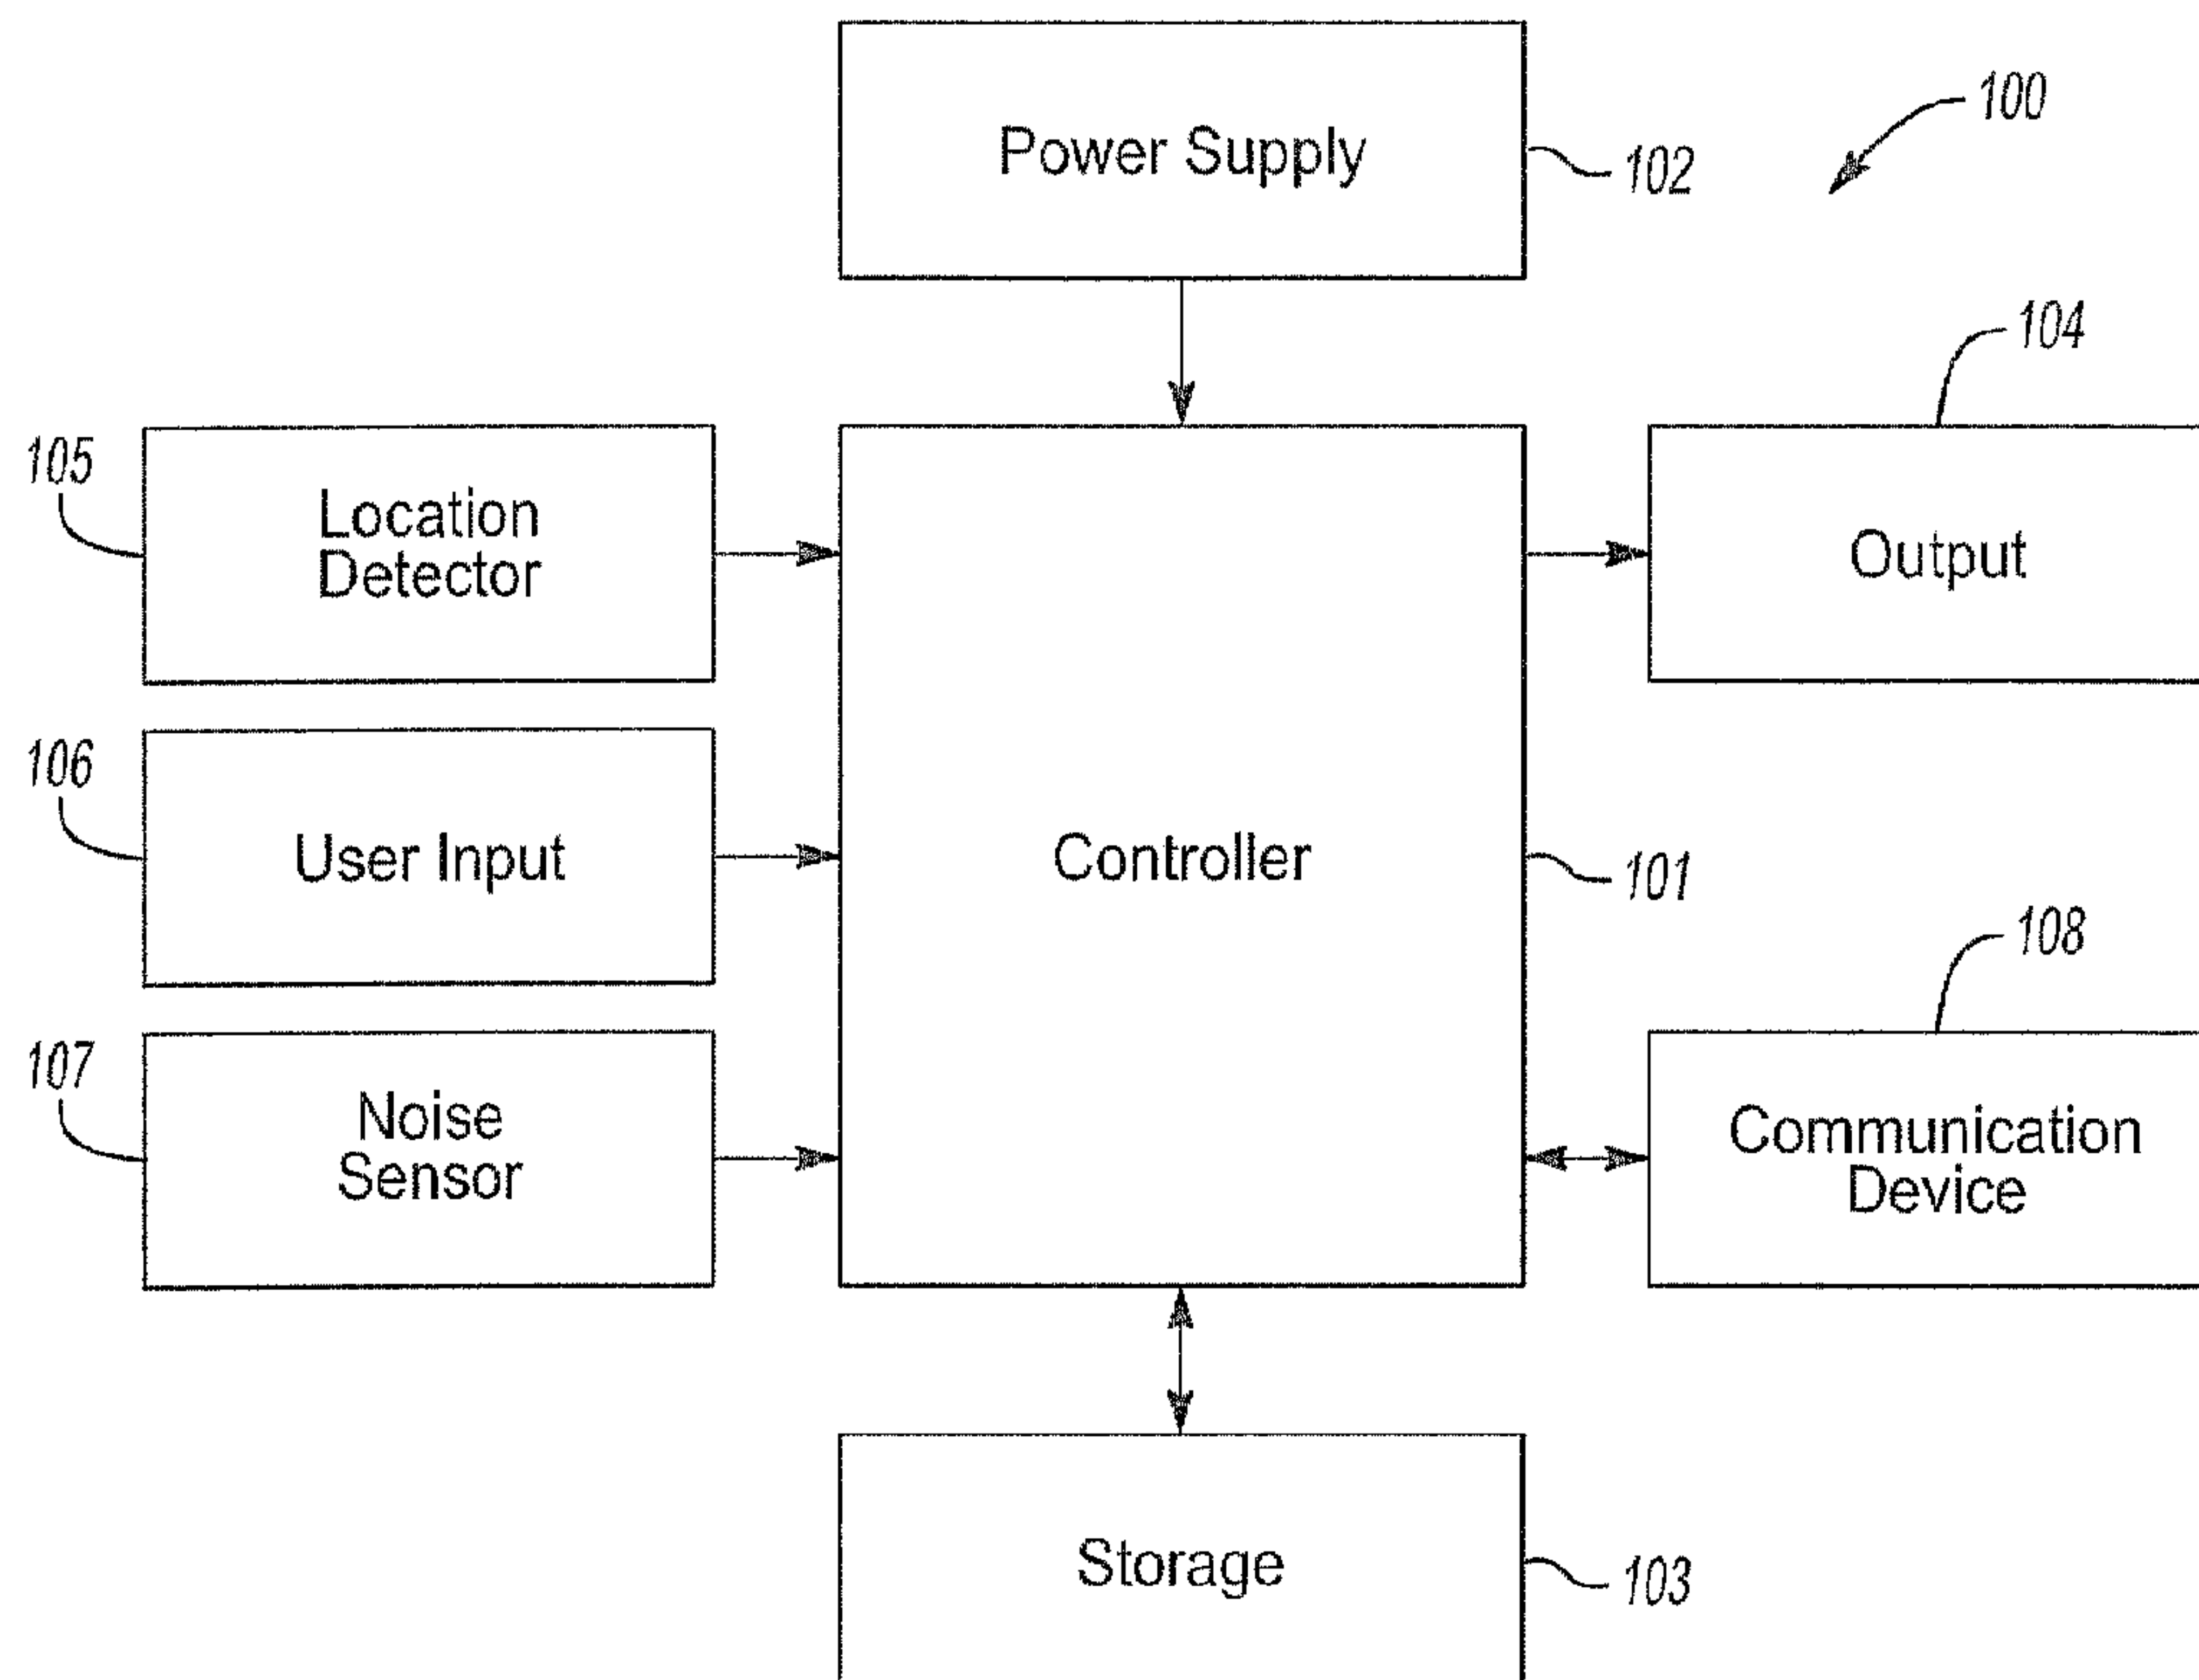 Power Supply
102
100
104
105
Location
Detector
Output
106
User Input
Controller
101
108
107
Noise
Sensor
Communication
Device
Storage
103